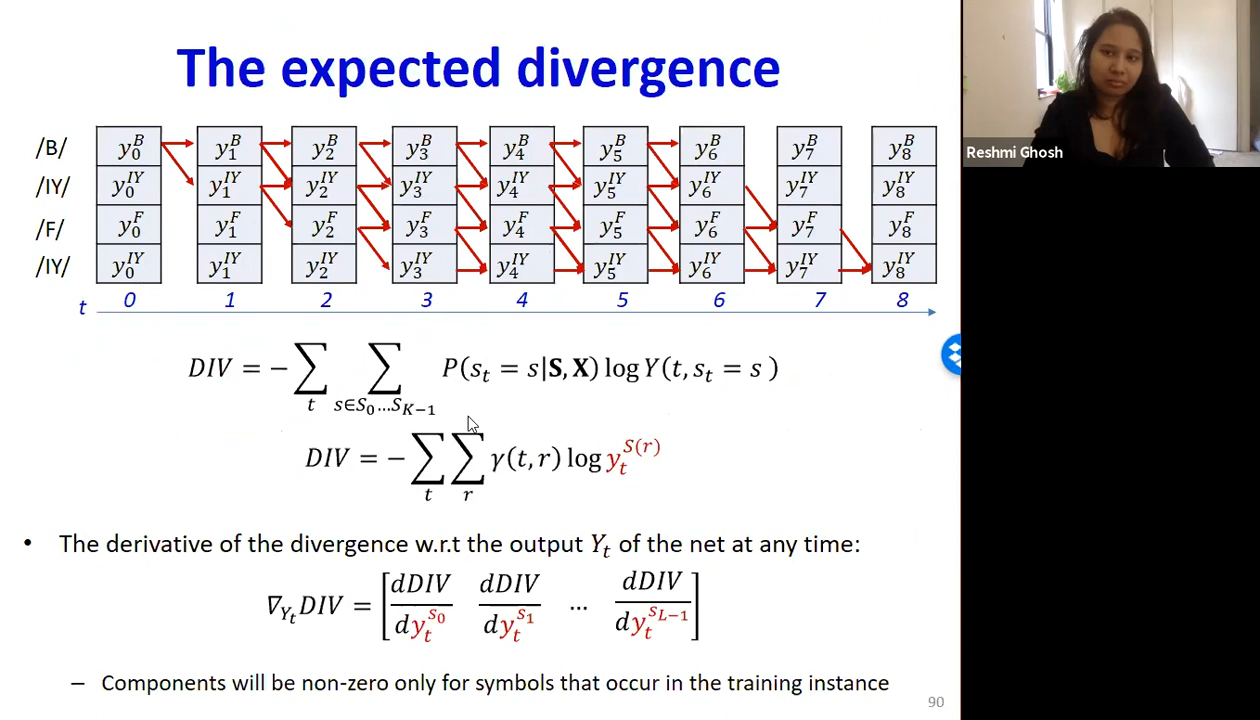 The expected divergence
Reshmi Ghosh
/B/ y_0^B y_1^B y_2^B y_3^B y_4^B y_5^B y_6^B y_7^B y_8^B
/IY/ y_0^{IY} y_1^{IY} y_2^{IY} y_3^{IY} y_4^{IY} y_5^{IY} y_6^{IY} y_7^{IY} y_8^{IY}
/F/ y_0^F y_1^F y_2^F y_3^F y_4^F y_5^F y_6^F y_7^F y_8^F
/IY/ y_0^{IY} y_1^{IY} y_2^{IY} y_3^{IY} y_4^{IY} y_5^{IY} y_6^{IY} y_7^{IY} y_8^{IY}
t 0 1 2 3 4 5 6 7 8
DIV = −∑_t ∑_{s∈S_0…S_{K−1}} P(s_t = s|S, X) log Y(t, s_t = s )
DIV = −∑_t ∑_r γ(t, r) log y_t^{S(r)}
• The derivative of the divergence w.r.t the output Y_t of the net at any time:
∇_{Y_t} DIV = [dDIV/dy_t^{S_0} dDIV/dy_t^{S_1} … dDIV/dy_t^{S_{L−1}}]
– Components will be non-zero only for symbols that occur in the training instance
90